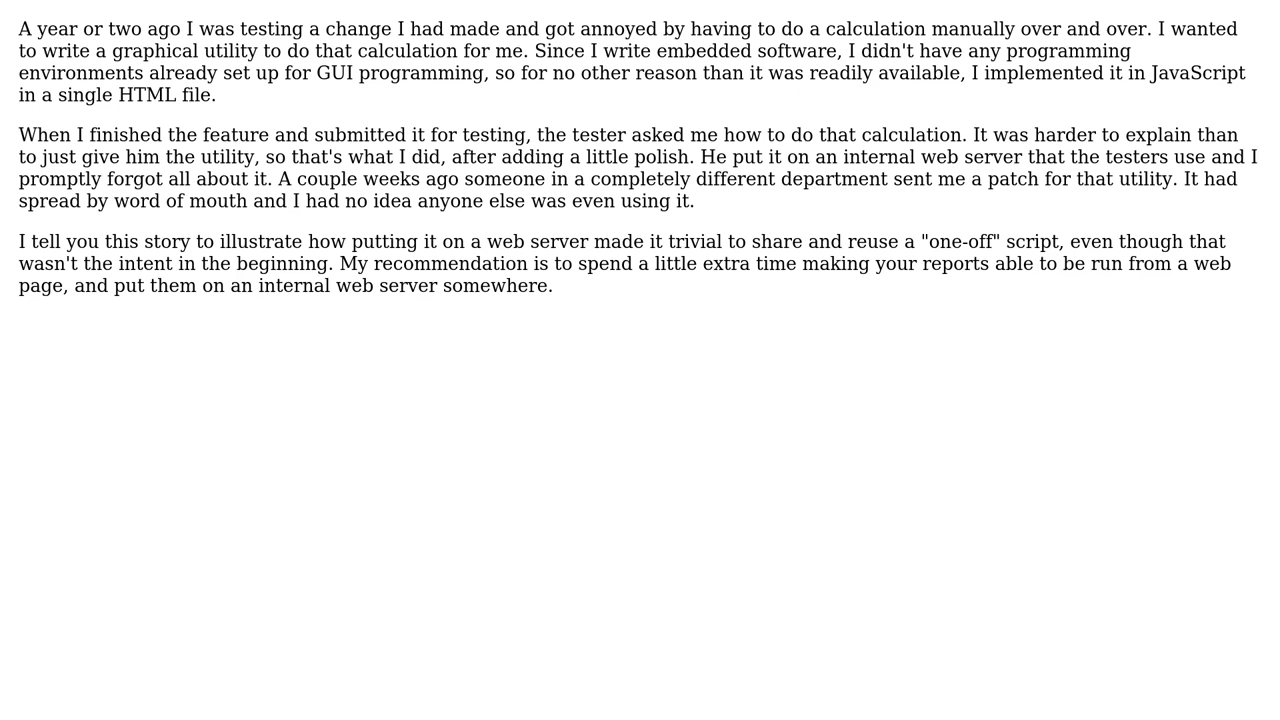 A year or two ago I was testing a change I had made and got annoyed by having to do a calculation manually over and over. I wanted
to write a graphical utility to do that calculation for me. Since I write embedded software, I didn't have any programming
environments already set up for GUI programming, so for no other reason than it was readily available, I implemented it in JavaScript
in a single HTML file.
When I finished the feature and submitted it for testing, the tester asked me how to do that calculation. It was harder to explain than
to just give him the utility, so that's what I did, after adding a little polish. He put it on an internal web server that the testers use and I
promptly forgot all about it. A couple weeks ago someone in a completely different department sent me a patch for that utility. It had
spread by word of mouth and I had no idea anyone else was even using it.
I tell you this story to illustrate how putting it on a web server made it trivial to share and reuse a "one-off" script, even though that
wasn't the intent in the beginning. My recommendation is to spend a little extra time making your reports able to be run from a web
page, and put them on an internal web server somewhere.